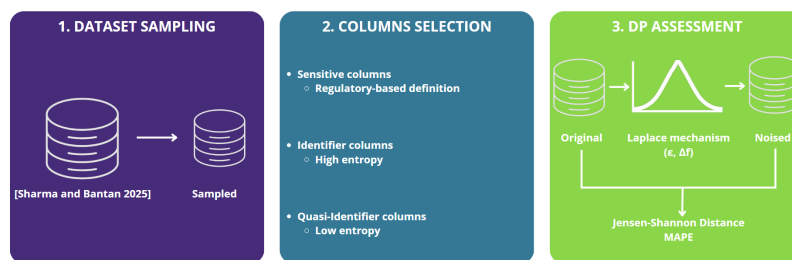 1. DATASET SAMPLING
[Sharma and Bantan 2025]
Sampled
2. COLUMNS SELECTION
• Sensitive columns
○ Regulatory-based definition
• Identifier columns
○ High entropy
• Quasi-Identifier columns
○ Low entropy
3. DP ASSESSMENT
Original
Laplace mechanism
(ε, Δf)
Noised
Jensen-Shannon Distance
MAPE